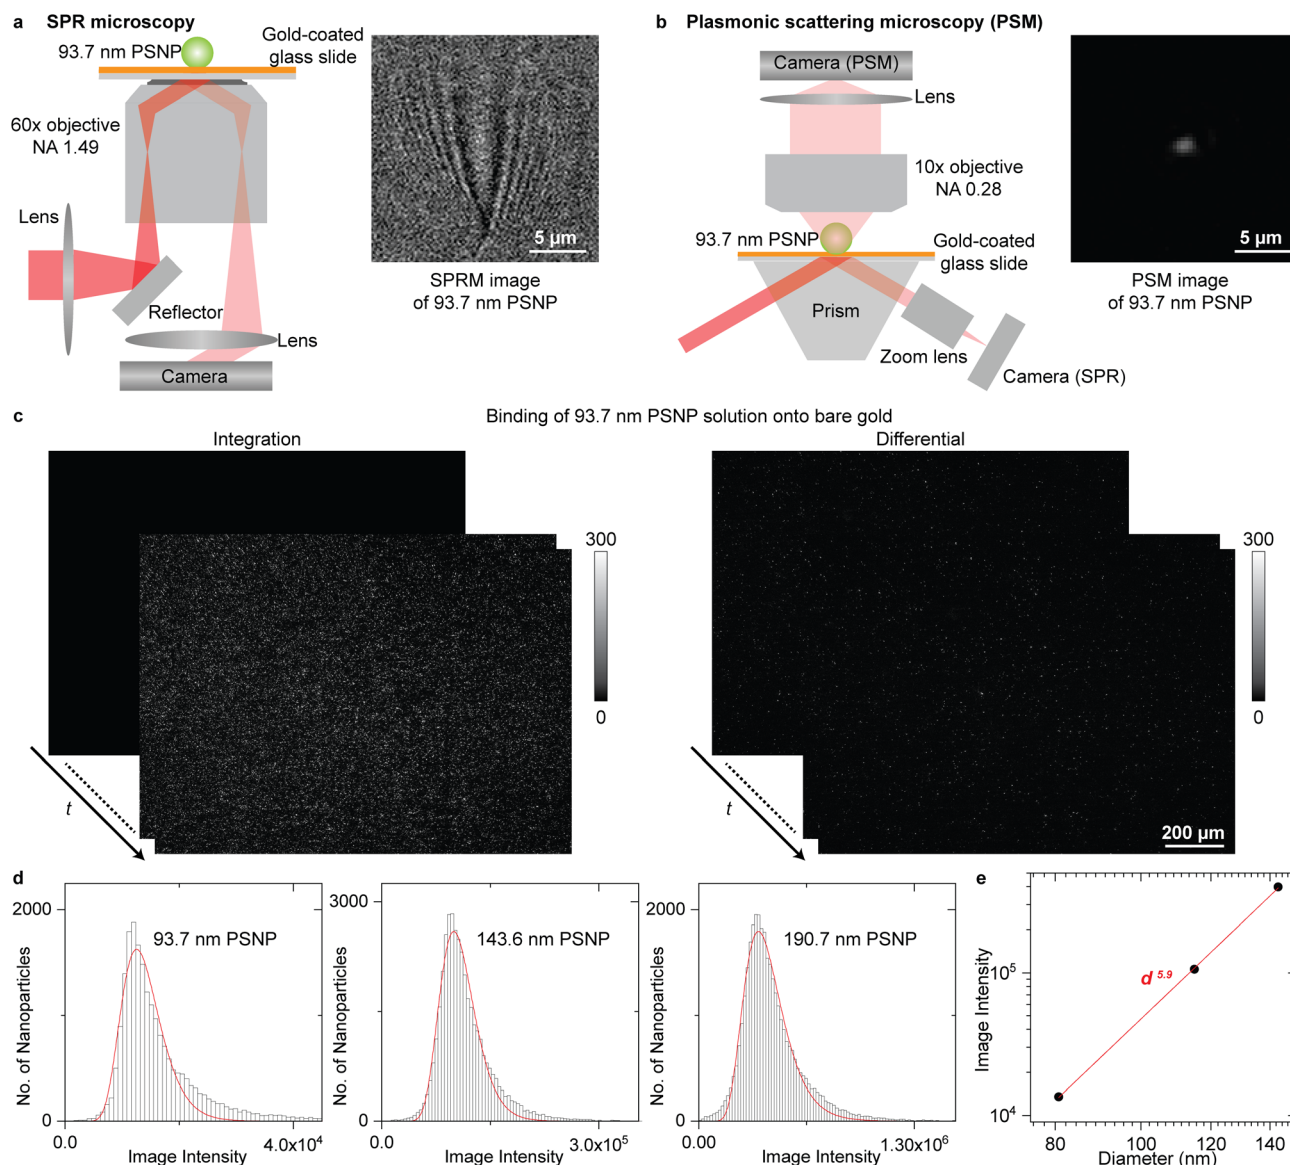 a SPR microscopy
93.7 nm PSNP
Gold-coated
glass slide
60x objective
NA 1.49
Lens
Reflector
Lens
Camera
5 µm
SPRM image
of 93.7 nm PSNP
b Plasmonic scattering microscopy (PSM)
Camera (PSM)
Lens
10x objective
NA 0.28
93.7 nm PSNP
Gold-coated
glass slide
Prism
Zoom lens
Camera (SPR)
5 µm
PSM image
of 93.7 nm PSNP
c Binding of 93.7 nm PSNP solution onto bare gold
Integration
300
0
t
Differential
300
0
t
200 µm
d
No. of Nanoparticles
2000
0
93.7 nm PSNP
0.0 4.0x10⁴
Image Intensity
No. of Nanoparticles
3000
0
143.6 nm PSNP
0.0 3.0x10⁵
Image Intensity
No. of Nanoparticles
2000
0
190.7 nm PSNP
0.00 1.30x10⁶
Image Intensity
e
Image Intensity
10⁵
10⁴
d 5.9
80 100 120 140
Diameter (nm)